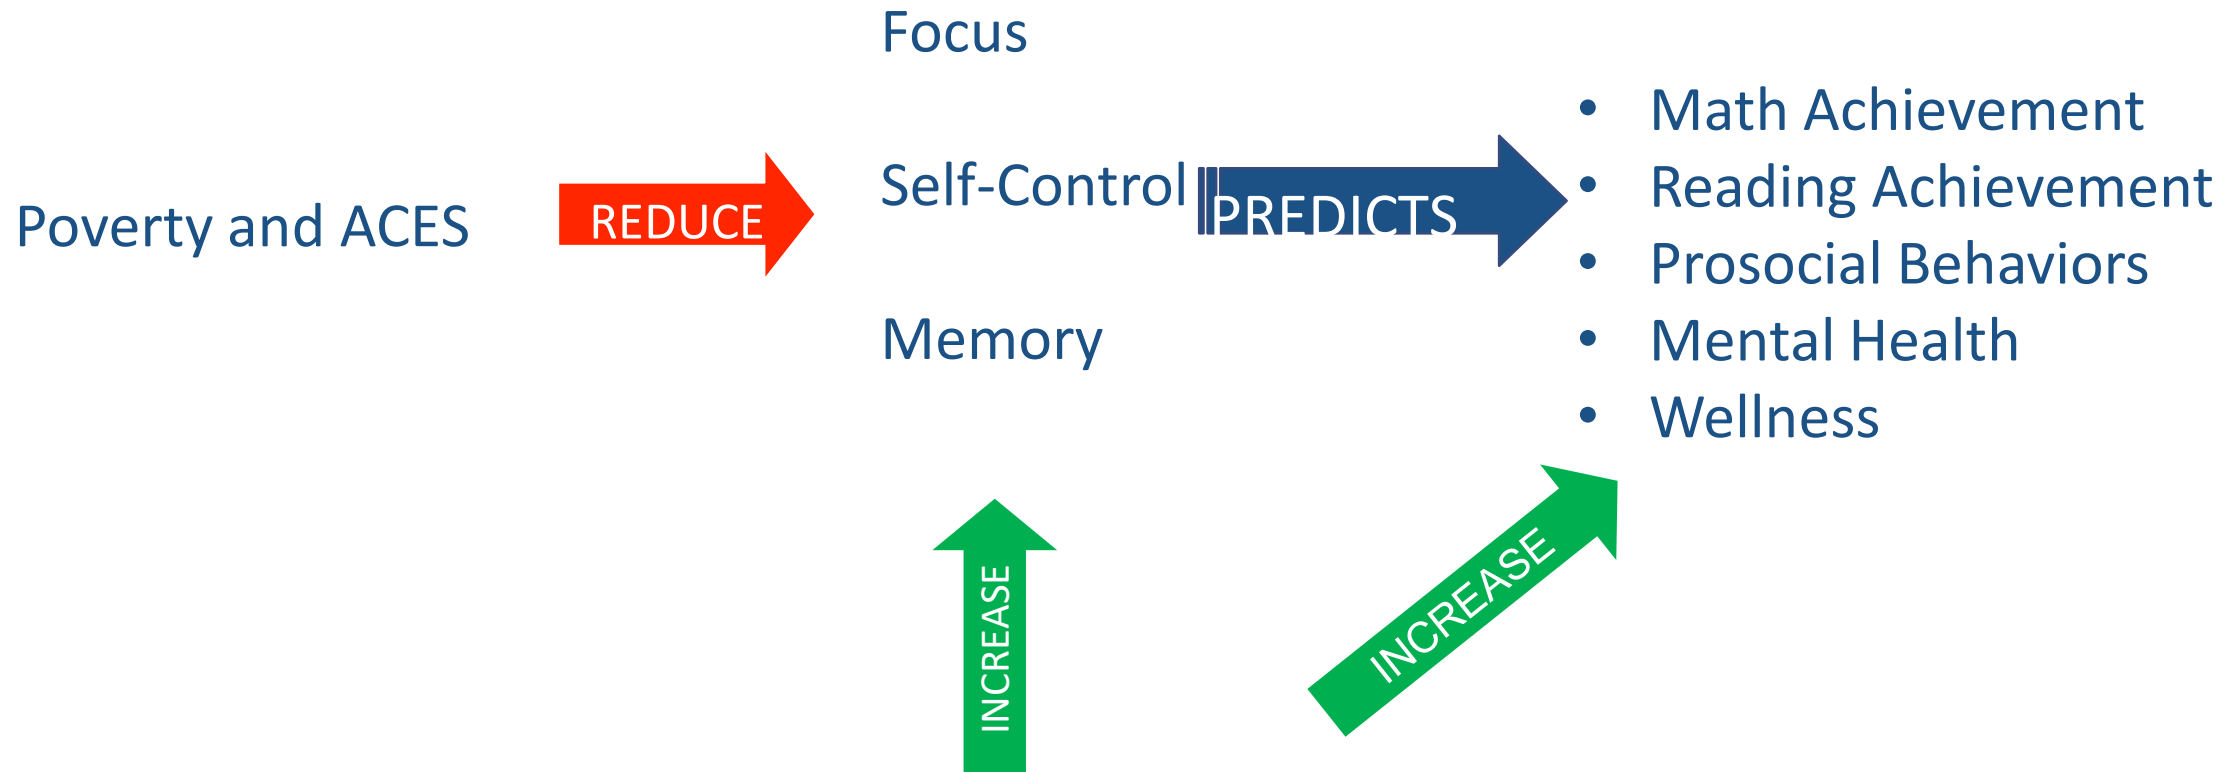 Poverty and ACES
REDUCE
Focus
Self-Control
Memory
PREDICTS
• Math Achievement
• Reading Achievement
• Prosocial Behaviors
• Mental Health
• Wellness
INCREASE
INCREASE